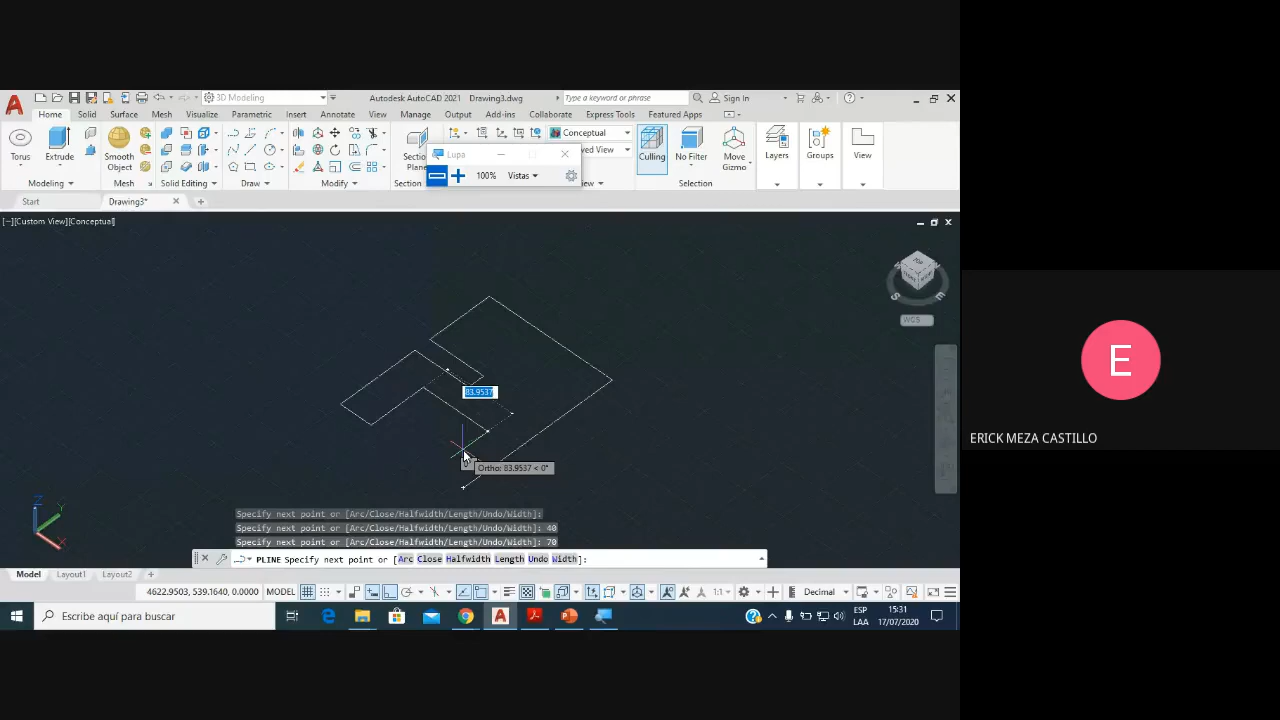 3D Modeling
Autodesk AutoCAD 2021 Drawing3.dwg
Type a keyword or phrase
Sign In
Home Solid Surface Mesh Visualize Parametric Insert Annotate View Manage Output Add-ins Collaborate Express Tools Featured Apps
Conceptual
Lupa
100% Vistas
Torus
Extrude
Smooth
Object
Culling
No Filter
Move
Gizmo
Layers
Groups
View
Modeling
Mesh
Solid Editing
Draw
Modify
Section
Selection
Start
Drawing3*
[−][Custom View][Conceptual]
TOP
S
E
WCS
83.9537
Ortho: 83.9537 < 0°
Z
Y
X
Specify next point or [Arc/Close/Halfwidth/Length/Undo/Width]:
Specify next point or [Arc/Close/Halfwidth/Length/Undo/Width]: 40
Specify next point or [Arc/Close/Halfwidth/Length/Undo/Width]: 70
PLINE Specify next point or [Arc Close Halfwidth Length Undo Width]:
Model Layout1 Layout2
4622.9503, 539.1640, 0.0000 MODEL
1:1
Decimal
Escribe aquí para buscar
ESP
LAA
15:31
17/07/2020
E
ERICK MEZA CASTILLO